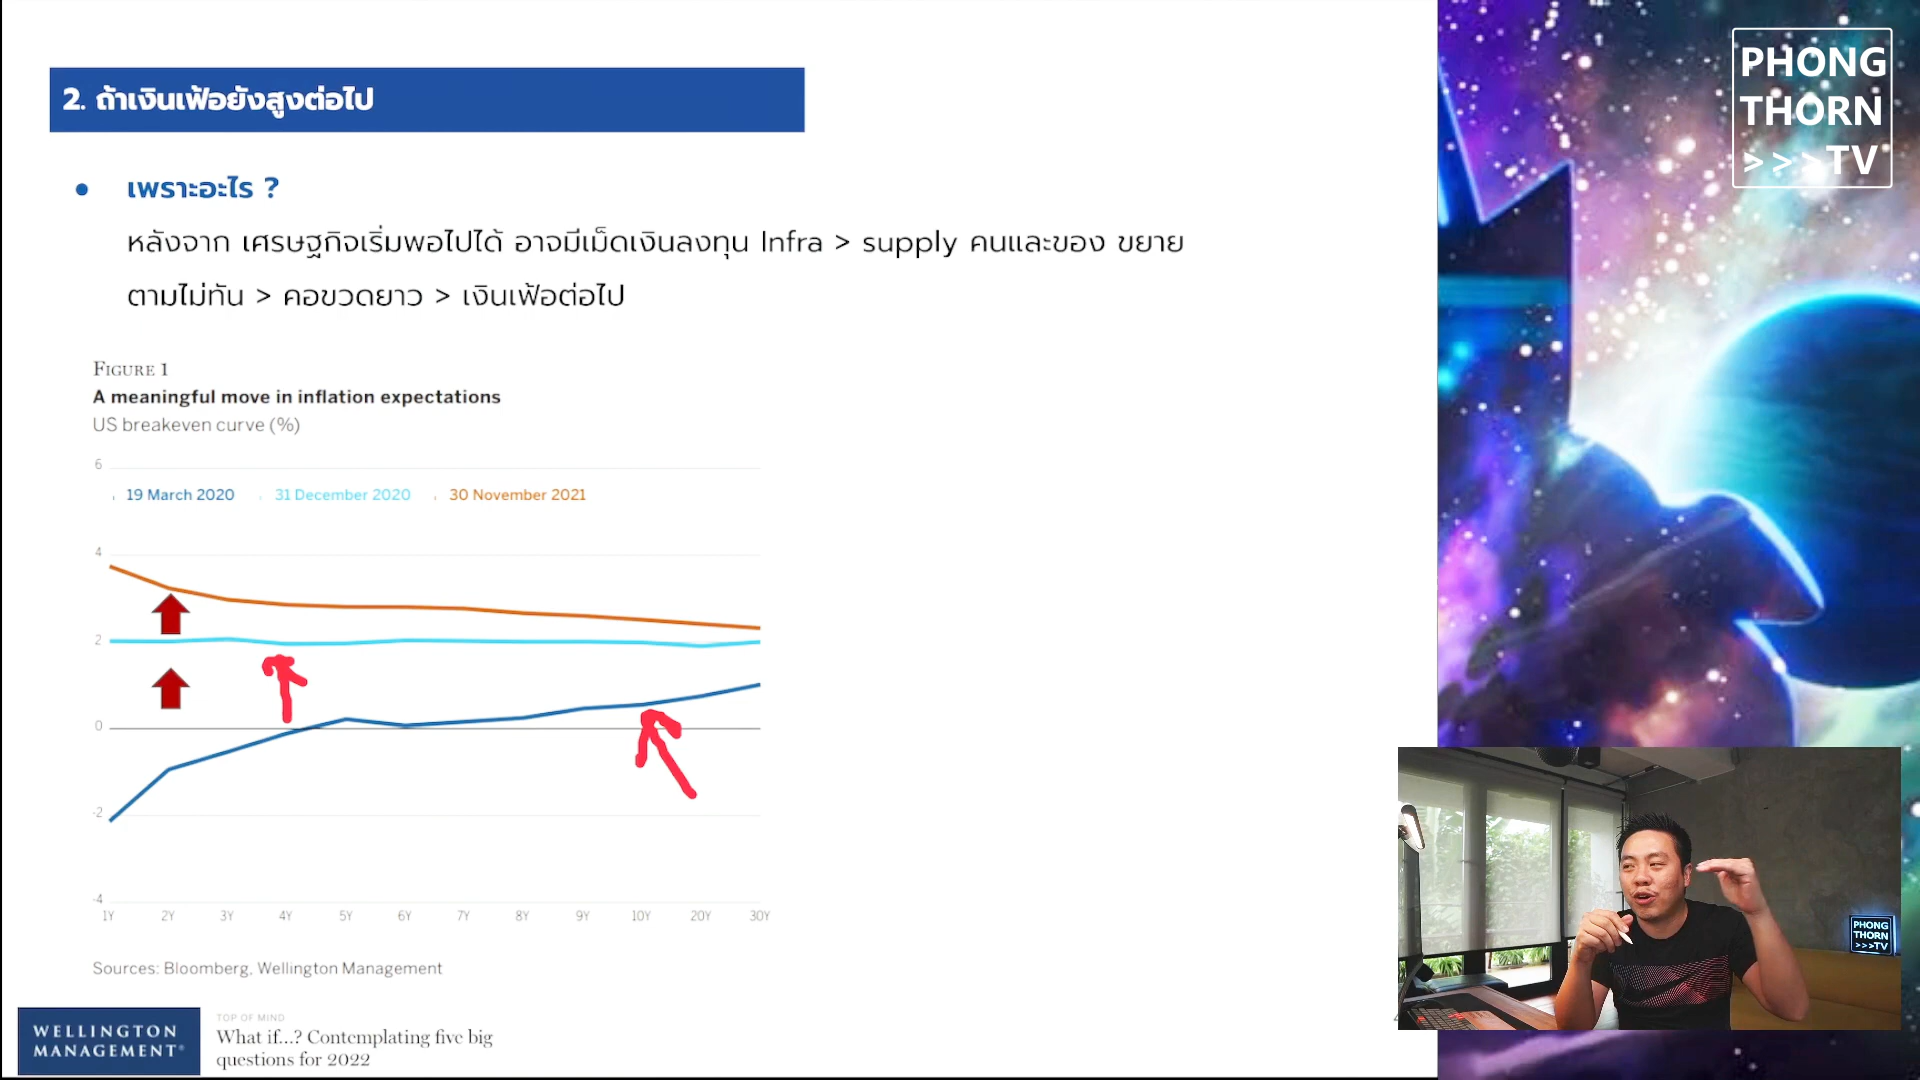 2. ถ้าเงินเฟ้อยังสูงต่อไป
• เพราะอะไร ?
หลังจาก เศรษฐกิจเริ่มพอไปได้ อาจมีเม็ดเงินลงทุน Infra > supply คนและของ ขยาย
ตามไม่ทัน > คอขวดยาว > เงินเฟ้อต่อไป
FIGURE 1
A meaningful move in inflation expectations
US breakeven curve (%)
6
19 March 2020 31 December 2020 30 November 2021
4
2
0
-2
-4
1Y 2Y 3Y 4Y 5Y 6Y 7Y 8Y 9Y 10Y 20Y 30Y
Sources: Bloomberg, Wellington Management
WELLINGTON
MANAGEMENT®
TOP OF MIND
What if...? Contemplating five big
questions for 2022
PHONG
THORN
>>>TV
PHONG
THORN
>>>TV